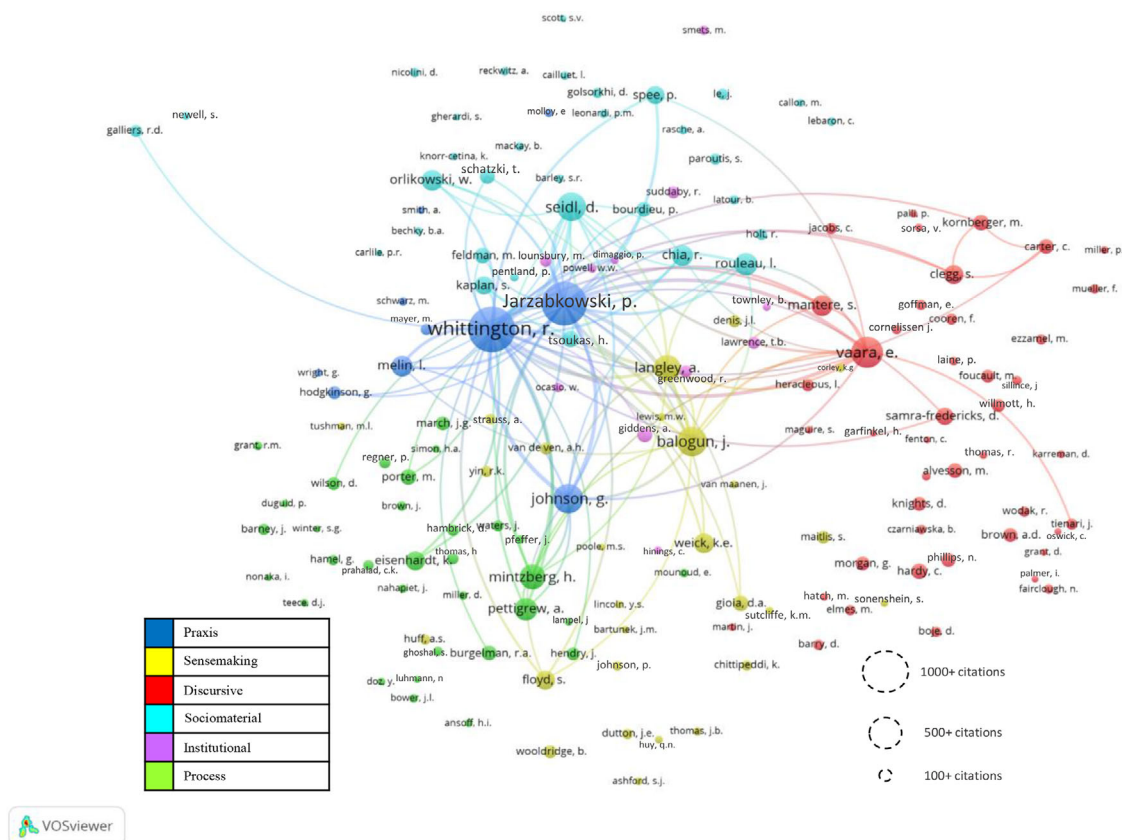 scott, s.v.
smets, m.
nicolini, d.
reckwitz, a.
cailluet, l.
golsorkhi, d.
spee, p.
le, j.
callon, m.
newell, s.
galliers, r.d.
gherardi, s.
molloy, e
leonardi, p.m.
lebaron, c.
rasche, a.
mackay, b.
knorr-cetina, k.
schatzki, t.
paroutis, s.
orlikowski, w.
barley, s.r.
suddaby, r.
latour, b.
smith, a.
seidl, d.
bourdieu, p.
palli, p.
kornberger, m.
bechky, b.a.
holt, r.
jacobs, c.
sorsa, v.
carlile, p.r.
feldman, m.
lounsbury, m.
dimaggio, p.
chia, r.
rouleau, l.
carter, c.
miller, p
pentland, p.
powell, w.w.
clegg, s.
kaplan, s.
mueller, f.
schwarz, m.
Jarzabkowski, p.
townley, b.
mantere, s.
goffman, e.
mayer, m.
whittington, r.
denis, j.l.
cooren, f.
cornelissen j.
tsoukas, h.
lawrence, t.b.
ezzamel, m.
vaara, e.
melin, l.
langley, a.
corley, k.g
laine, p.
wright, g.
greenwood, r.
foucault, m.
sillince, j
hodgkinson, g.
ocasio, w.
heracleous, l.
willmott, h.
tushman, m.l.
march, j.g.
strauss, a.
lewis, m.w.
giddens, a.
samra-fredericks, d.
maguire, s.
garfinkel, h.
grant, r.m.
simon, h.a.
van de ven, a.h.
balogun, j.
fenton, c.
regner, p.
thomas, r.
karreman, d.
wilson, d.
porter, m.
yin, r.k.
van maanen, j.
alvesson, m.
duguid, p.
brown, j.
johnson, g.
knights, d.
wodak, r.
barney, j.
winter, s.g.
hambrick, d.
waters, j.
czarniawska, b.
tienari, j.
pfeffer, j.
maitlis, s.
brown, a.d.
oswick, c.
hamel, g.
eisenhardt, k.
thomas, h
poole, m.s.
hinings, c.
weick, k.e.
grant, d.
prahalad, c.k.
morgan, g.
phillips, n.
nonaka, i.
mintzberg, h.
mounoud, e.
hardy, c.
palmer, i.
nahapiet, j.
miller, d.
fairclough, n.
teece, d.j.
pettigrew, a.
lincoln, y.s.
gioia, d.a.
hatch, m.
sonenshein, s.
lampel, j
sutcliffe, k.m.
elmes, m.
bartunek, j.m.
martin, j.
boje, d.
huff, a.s.
barry, d.
ghoshal, s.
burgelman, r.a.
hendry, j.
johnson, p.
chittipeddi, k.
doz, y.
luhmann, n
floyd, s.
bower, j.l.
ansoff, h.i.
dutton, j.e.
thomas, j.b.
huy, q.n.
wooldridge, b.
ashford, s.j.
Praxis
Sensemaking
Discursive
Sociomaterial
Institutional
Process
1000+ citations
500+ citations
100+ citations
VOSviewer